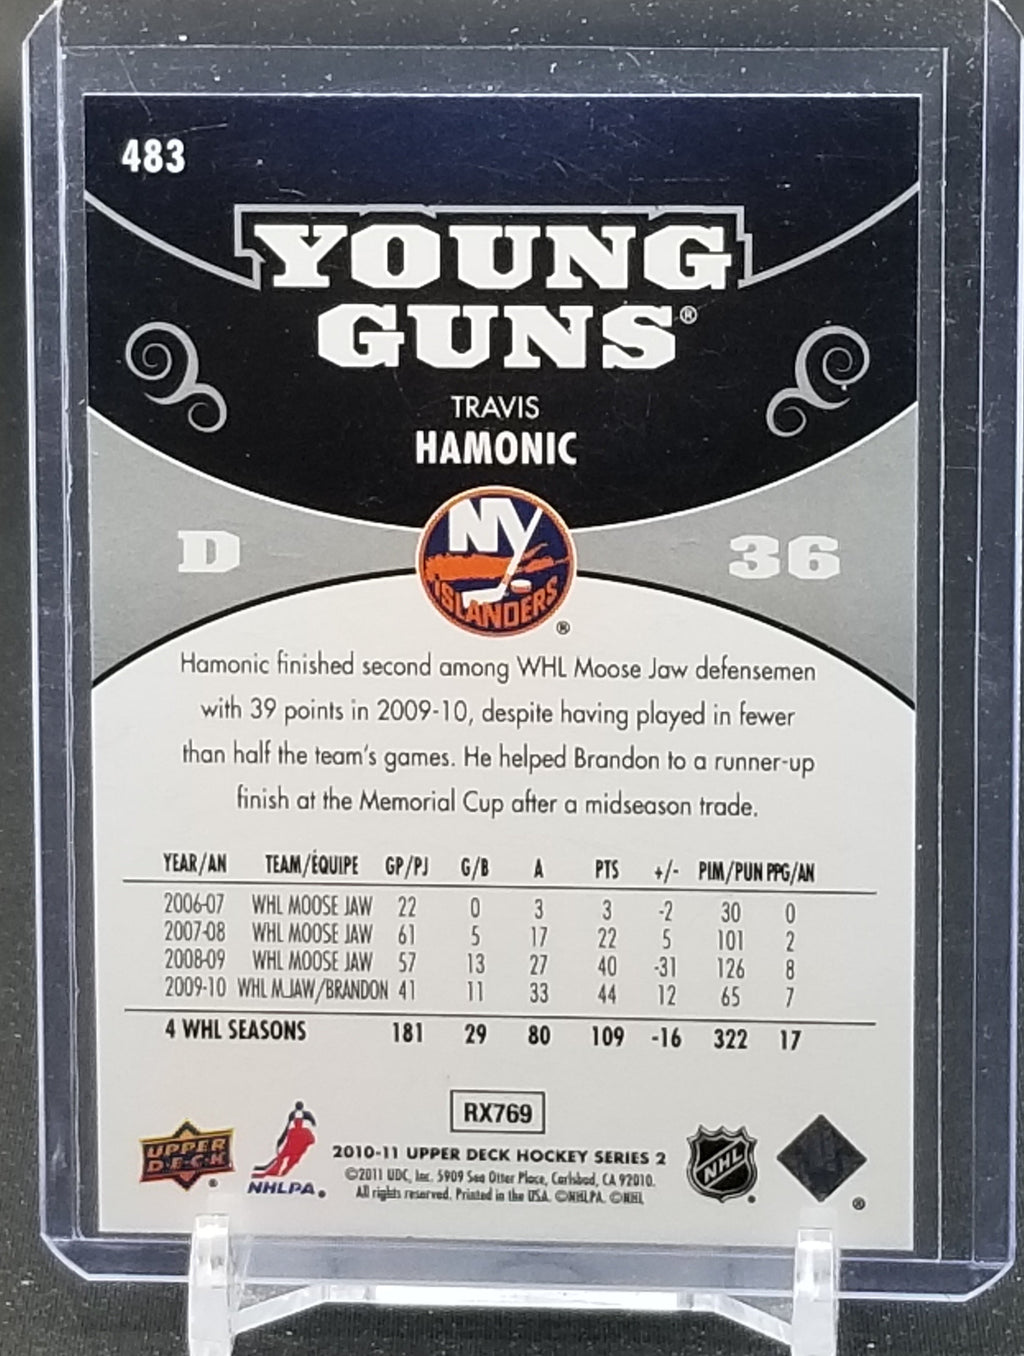 483
YOUNG
GUNS®
TRAVIS
HAMONIC
D
NY
ISLANDERS
®
36
Hamonic finished second among WHL Moose Jaw defensemen
with 39 points in 2009-10, despite having played in fewer
than half the team's games. He helped Brandon to a runner-up
finish at the Memorial Cup after a midseason trade.
YEAR/AN TEAM/ÉQUIPE GP/PJ G/B A PTS +/- PIM/PUN PPG/AN
2006-07 WHL MOOSE JAW 22 0 3 3 -2 30 0
2007-08 WHL MOOSE JAW 61 5 17 22 5 101 2
2008-09 WHL MOOSE JAW 57 13 27 40 -31 126 8
2009-10 WHL M.JAW/BRANDON 41 11 33 44 12 65 7
4 WHL SEASONS 181 29 80 109 -16 322 17
RX769
UPPER
DECK
®
NHLPA®
2010-11 UPPER DECK HOCKEY SERIES 2
©2011 UDC, Inc. 5909 Sea Otter Place, Carlsbad, CA 92010.
All rights reserved. Printed in the USA. ©NHLPA. ©NHL
NHL
®
®